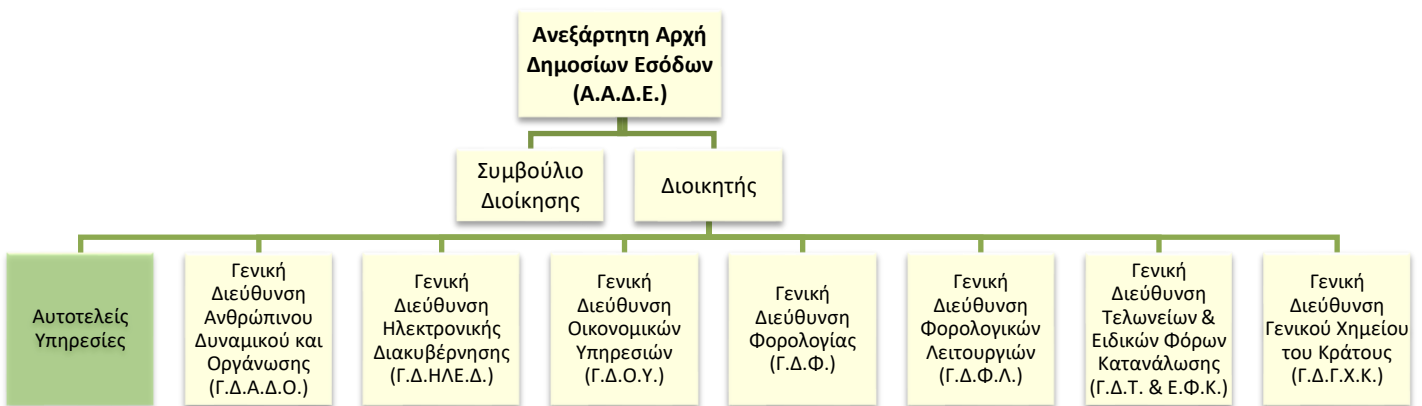 Ανεξάρτητη Αρχή
Δημοσίων Εσόδων
(Α.Α.Δ.Ε.)
Συμβούλιο
Διοίκησης
Διοικητής
Αυτοτελείς
Υπηρεσίες
Γενική
Διεύθυνση
Ανθρώπινου
Δυναμικού και
Οργάνωσης
(Γ.Δ.Α.Δ.Ο.)
Γενική
Διεύθυνση
Ηλεκτρονικής
Διακυβέρνησης
(Γ.Δ.ΗΛΕ.Δ.)
Γενική
Διεύθυνση
Οικονομικών
Υπηρεσιών
(Γ.Δ.Ο.Υ.)
Γενική
Διεύθυνση
Φορολογίας
(Γ.Δ.Φ.)
Γενική
Διεύθυνση
Φορολογικών
Λειτουργιών
(Γ.Δ.Φ.Λ.)
Γενική
Διεύθυνση
Τελωνείων &
Ειδικών Φόρων
Κατανάλωσης
(Γ.Δ.Τ. & Ε.Φ.Κ.)
Γενική
Διεύθυνση
Γενικού Χημείου
του Κράτους
(Γ.Δ.Γ.Χ.Κ.)